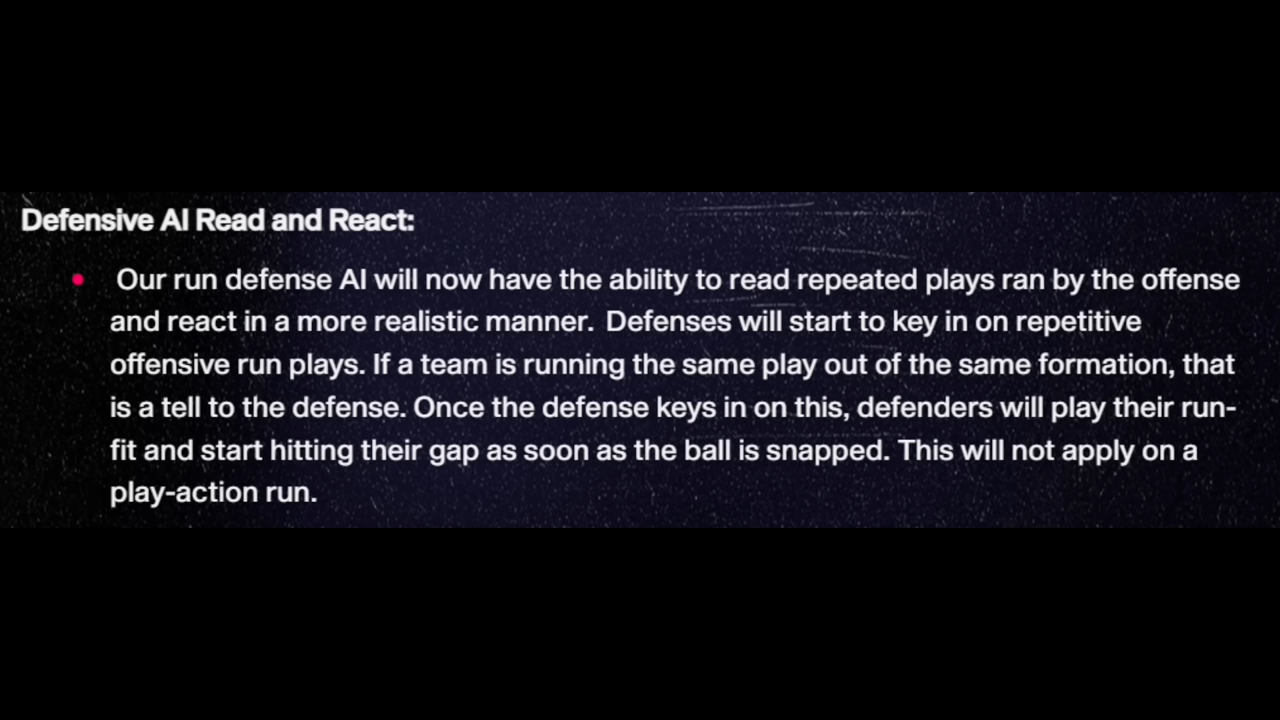 Defensive AI Read and React:
Our run defense AI will now have the ability to read repeated plays ran by the offense
and react in a more realistic manner.  Defenses will start to key in on repetitive
offensive run plays. If a team is running the same play out of the same formation, that
is a tell to the defense. Once the defense keys in on this, defenders will play their run-
fit and start hitting their gap as soon as the ball is snapped. This will not apply on a
play-action run.